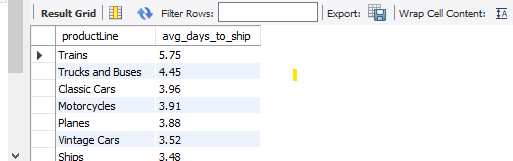 Result Grid Filter Rows: Export: Wrap Cell Content: IA
productLine avg_days_to_ship
Trains 5.75
Trucks and Buses 4.45
Classic Cars 3.96
Motorcycles 3.91
Planes 3.88
Vintage Cars 3.52
Ships 3.48